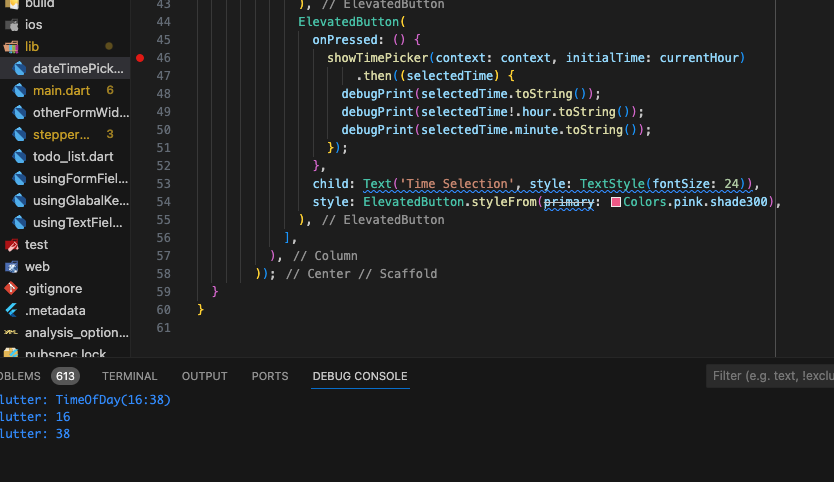 build
ios
lib
dateTimePick...
main.dart 6
otherFormWid...
stepper... 3
todo_list.dart
usingFormFiel...
usingGlabalKe...
usingTextFiel...
test
web
.gitignore
.metadata
analysis_option...
pubspec.lock
43 ), // ElevatedButton
44 ElevatedButton(
45 onPressed: () {
46 showTimePicker(context: context, initialTime: currentHour)
47 .then((selectedTime) {
48 debugPrint(selectedTime.toString());
49 debugPrint(selectedTime!.hour.toString());
50 debugPrint(selectedTime.minute.toString());
51 });
52 },
53 child: Text('Time Selection', style: TextStyle(fontSize: 24)),
54 style: ElevatedButton.styleFrom(primary: Colors.pink.shade300),
55 ), // ElevatedButton
56 ],
57 ), // Column
58 )); // Center // Scaffold
59 }
60 }
61
OBLEMS 613 TERMINAL OUTPUT PORTS DEBUG CONSOLE Filter (e.g. text, !exclu
lutter: TimeOfDay(16:38)
lutter: 16
lutter: 38